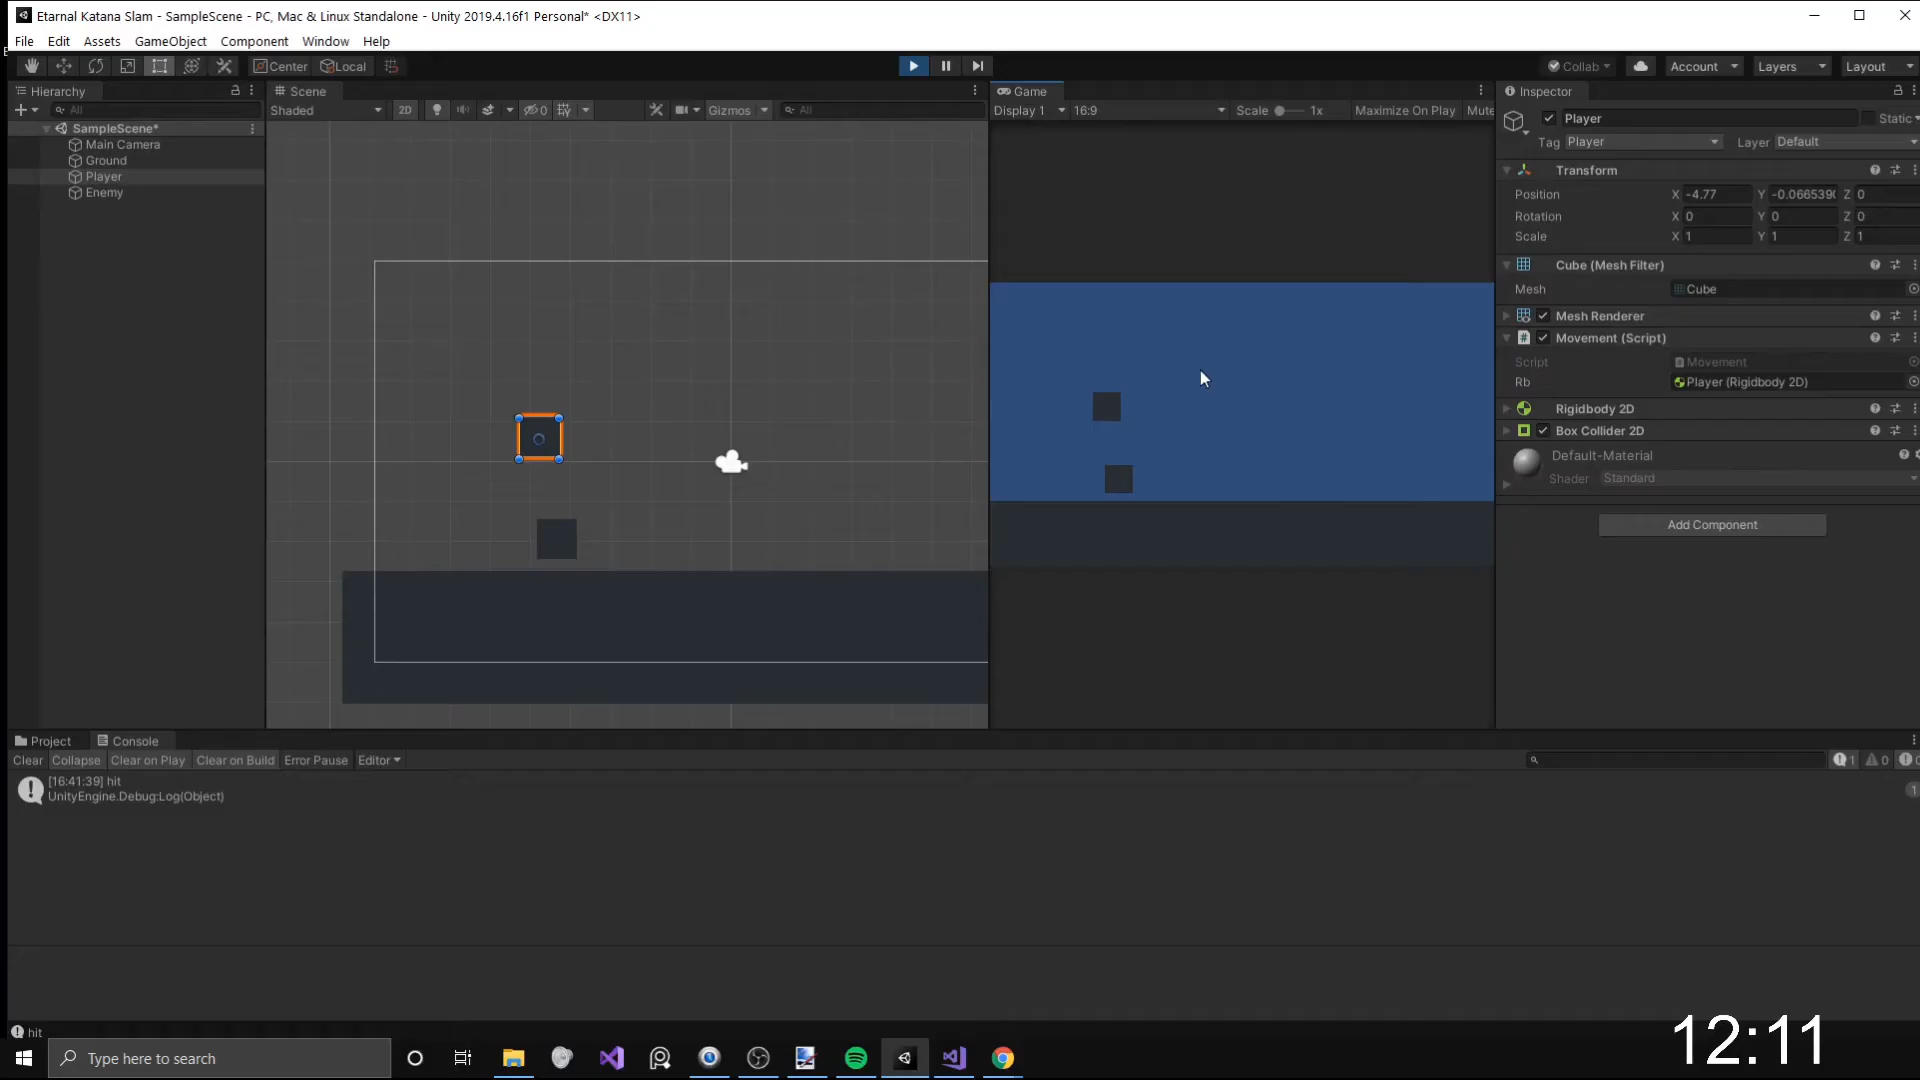 Etarnal Katana Slam - SampleScene - PC, Mac & Linux Standalone - Unity 2019.4.16f1 Personal* <DX11>
File Edit Assets GameObject Component Window Help
Center Local Collab Account Layers Layout
Hierarchy Scene Game Inspector
All Shaded 2D 0 Gizmos All Display 1 16:9 Scale 1x Maximize On Play Mute
SampleScene*
Main Camera
Ground
Player
Enemy
Player Static
Tag Player Layer Default
Transform
Position X -4.77 Y -0.0665390 Z 0
Rotation X 0 Y 0 Z 0
Scale X 1 Y 1 Z 1
Cube (Mesh Filter)
Mesh Cube
Mesh Renderer
Movement (Script)
Script Movement
Rb Player (Rigidbody 2D)
Rigidbody 2D
Box Collider 2D
Default-Material
Shader Standard
Add Component
Project Console
Clear Collapse Clear on Play Clear on Build Error Pause Editor 1 0
[16:41:39] hit
UnityEngine.Debug:Log(Object)
1
hit
12:11
Type here to search